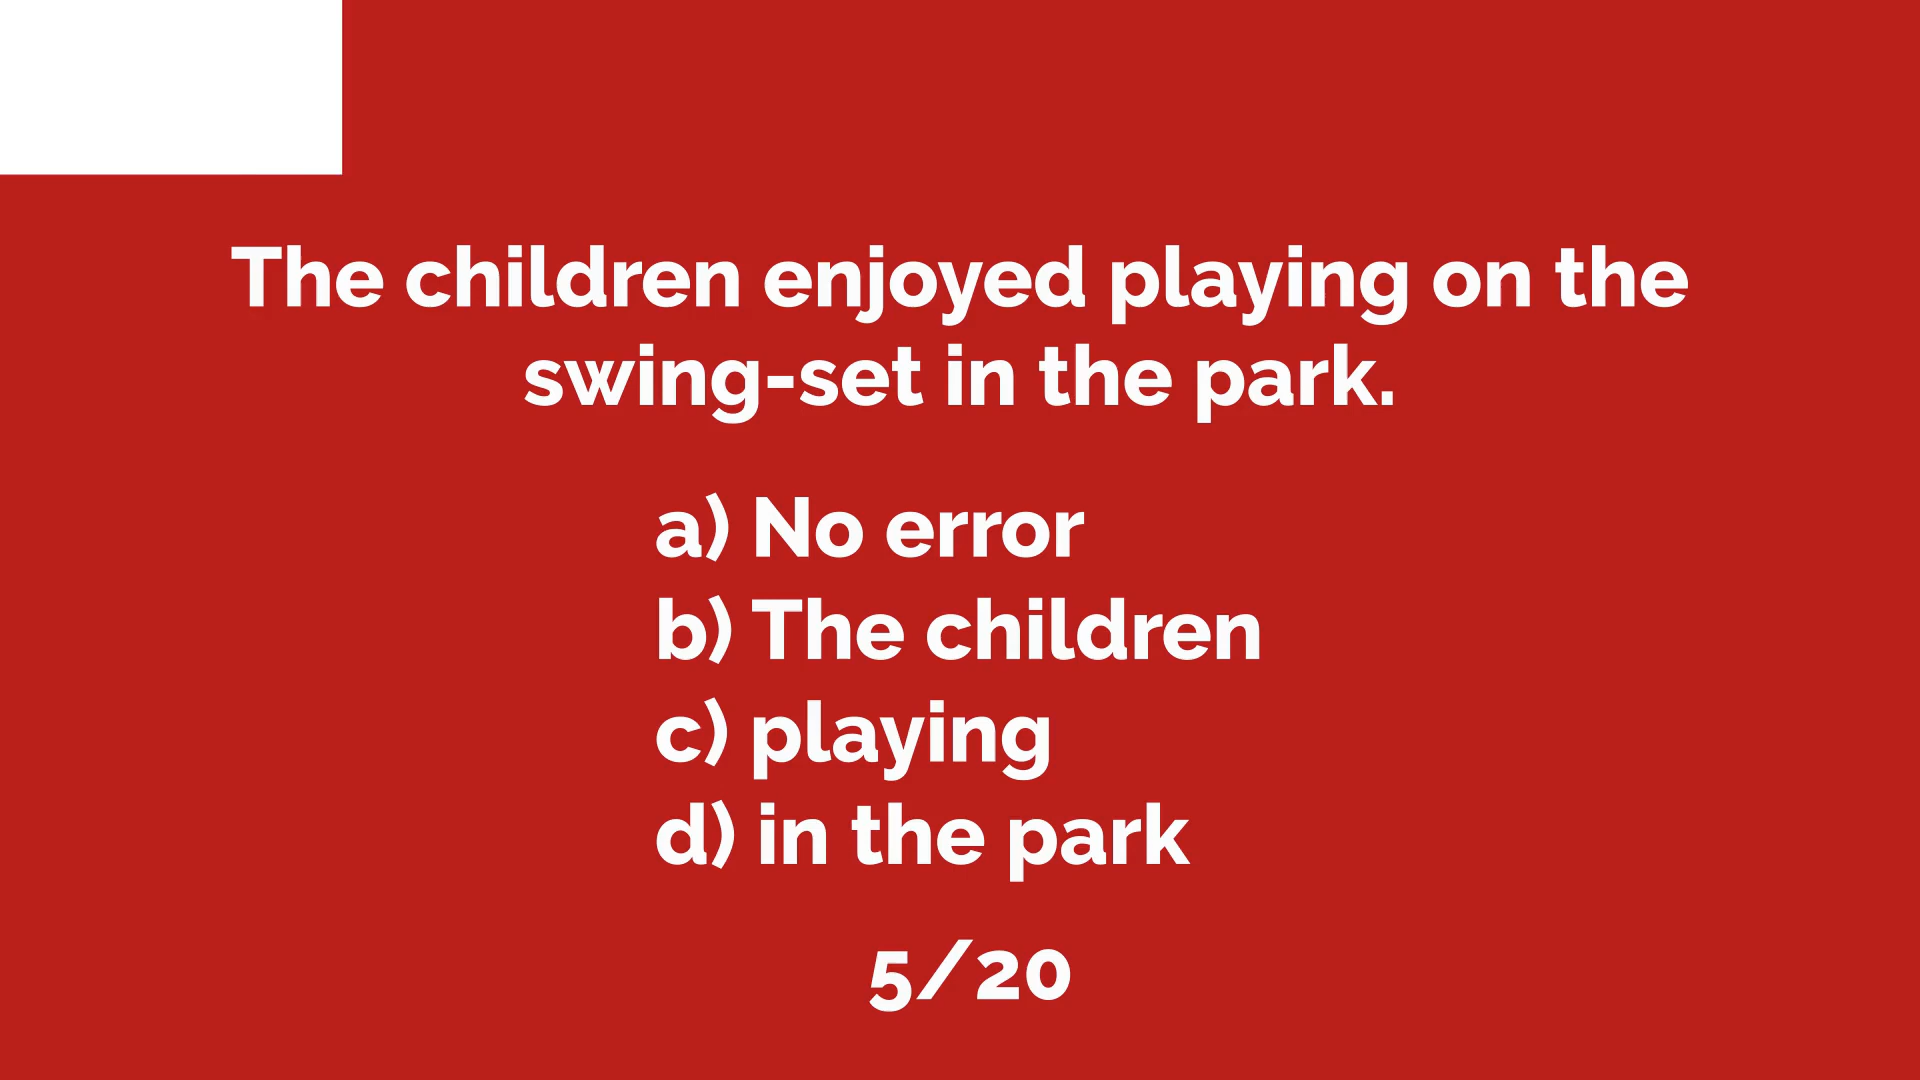 The children enjoyed playing on the
swing-set in the park.
a) No error
b) The children
c) playing
d) in the park
5/20